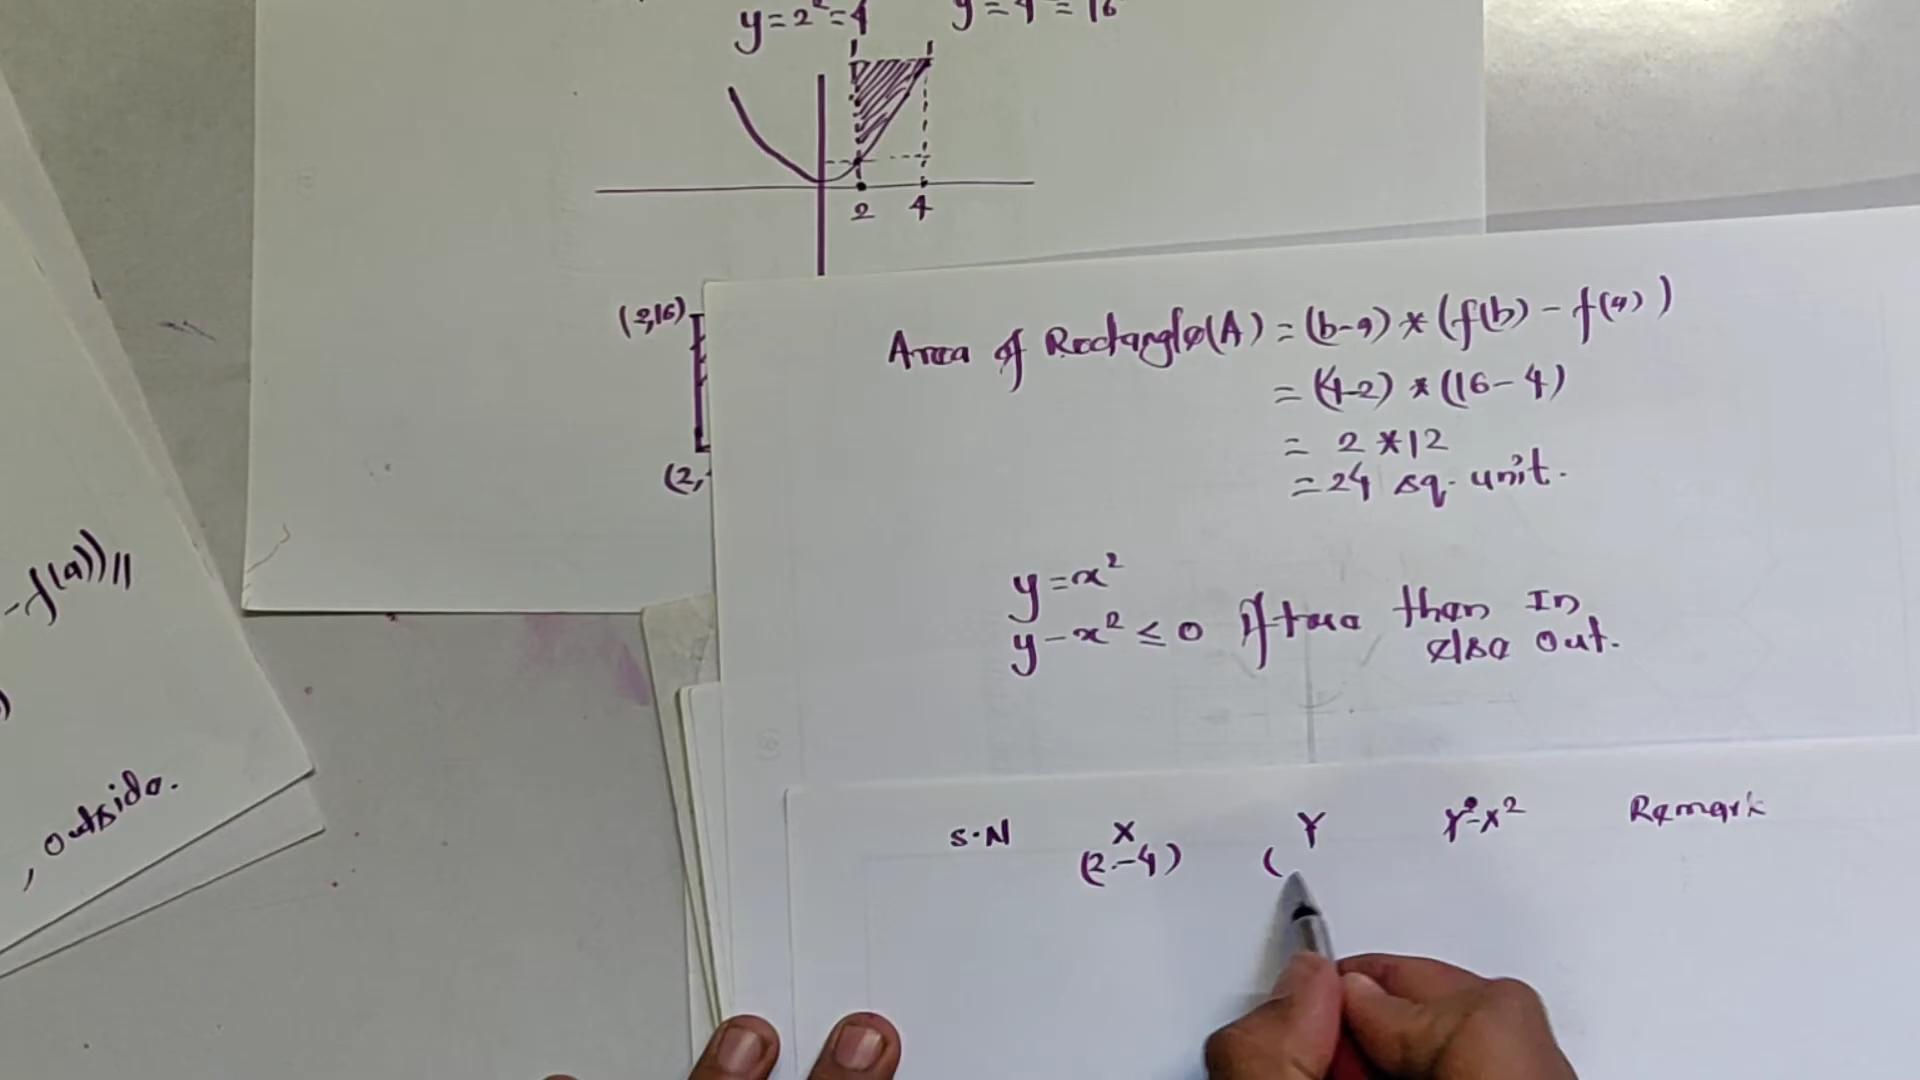 y=2²=4 y=4²=16
2 4
(2,16)
(2,
-f(a))||
, outside.
Area of Rectangle(A) = (b-a)*(f(b) - f(a))
= (4-2) * (16-4)
= 2*12
= 24 sq. unit.
y=x²
y-x² ≤ 0 If true than In
else out.
S.N X Y Y-x² Remark
(2-4) (